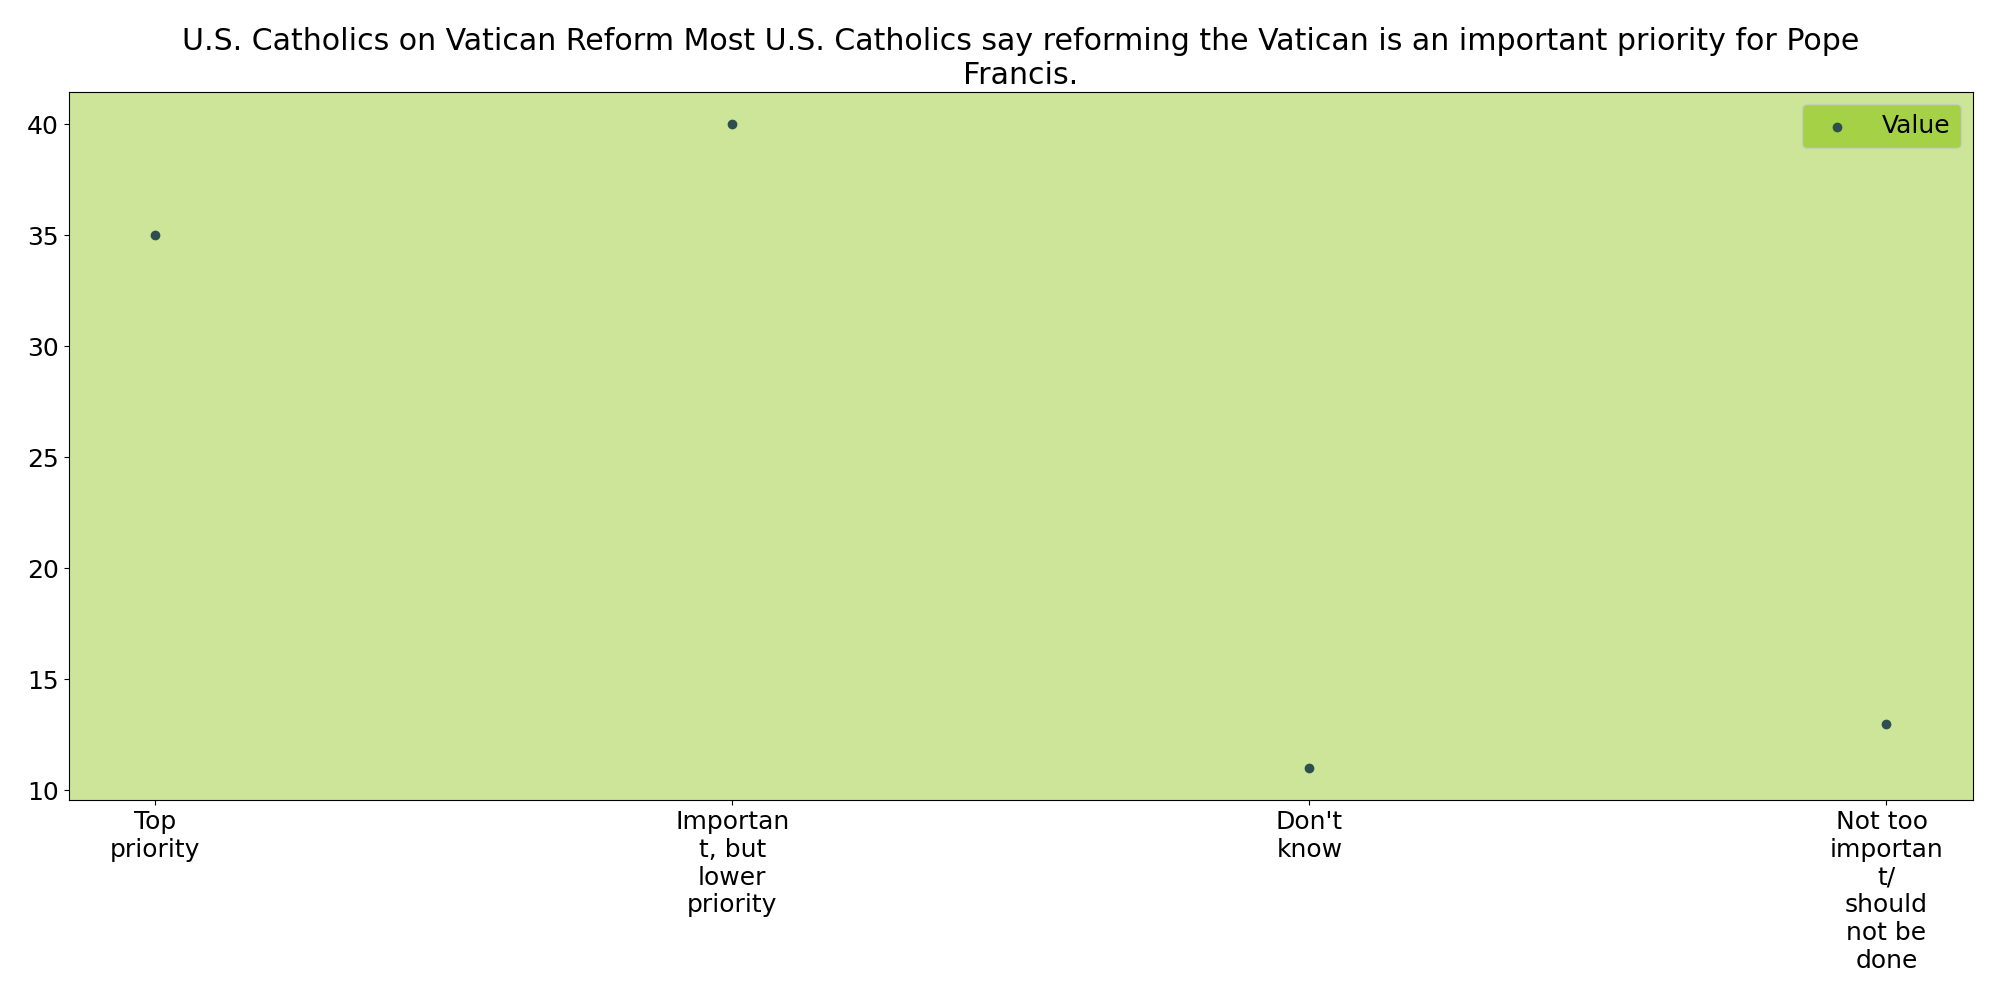 U.S. Catholics on Vatican Reform Most U.S. Catholics say reforming the Vatican is an important priority for Pope
Francis.
Value
40
35
30
25
20
15
10
Top
priority
Importan
t, but
lower
priority
Don't
know
Not too
importan
t/
should
not be
done